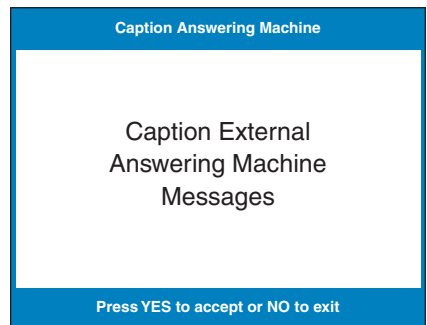 Caption Answering Machine
Caption External
Answering Machine
Messages
Press YES to accept or NO to exit